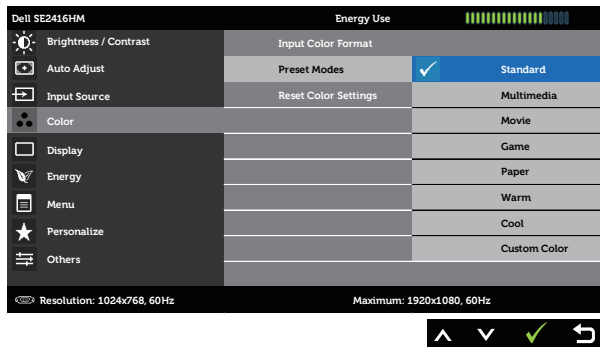 Dell SE2416HM Energy Use
Brightness / Contrast Input Color Format
Auto Adjust Preset Modes Standard
Input Source Reset Color Settings Multimedia
Color Movie
Display Game
Energy Paper
Menu Warm
Personalize Cool
Others Custom Color
Resolution: 1024x768, 60Hz Maximum: 1920x1080, 60Hz